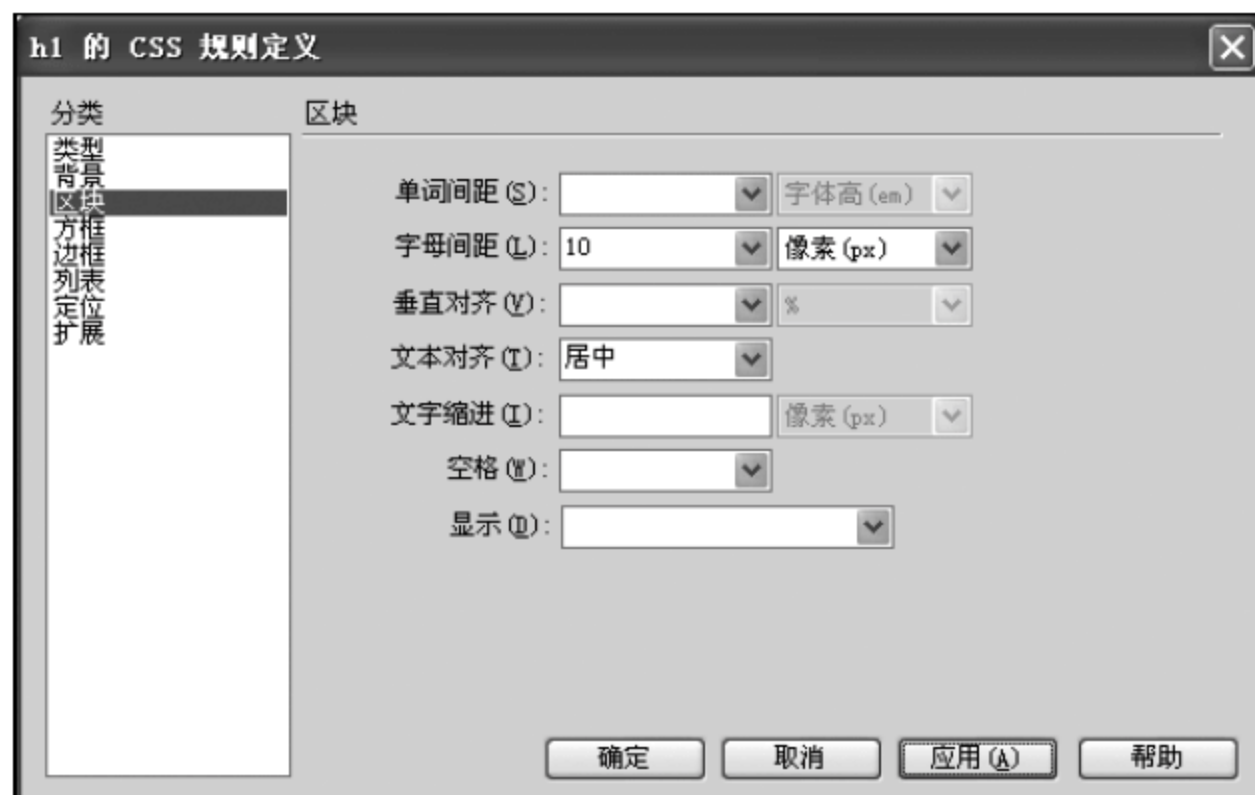 h1 的 CSS 规则定义
分类
类型
背景
区块
方框
边框
列表
定位
扩展
区块
单词间距(S): 字体高(em)
字母间距(L): 10 像素(px)
垂直对齐(V): %
文本对齐(T): 居中
文字缩进(I): 像素(px)
空格(W):
显示(D):
确定 取消 应用(A) 帮助